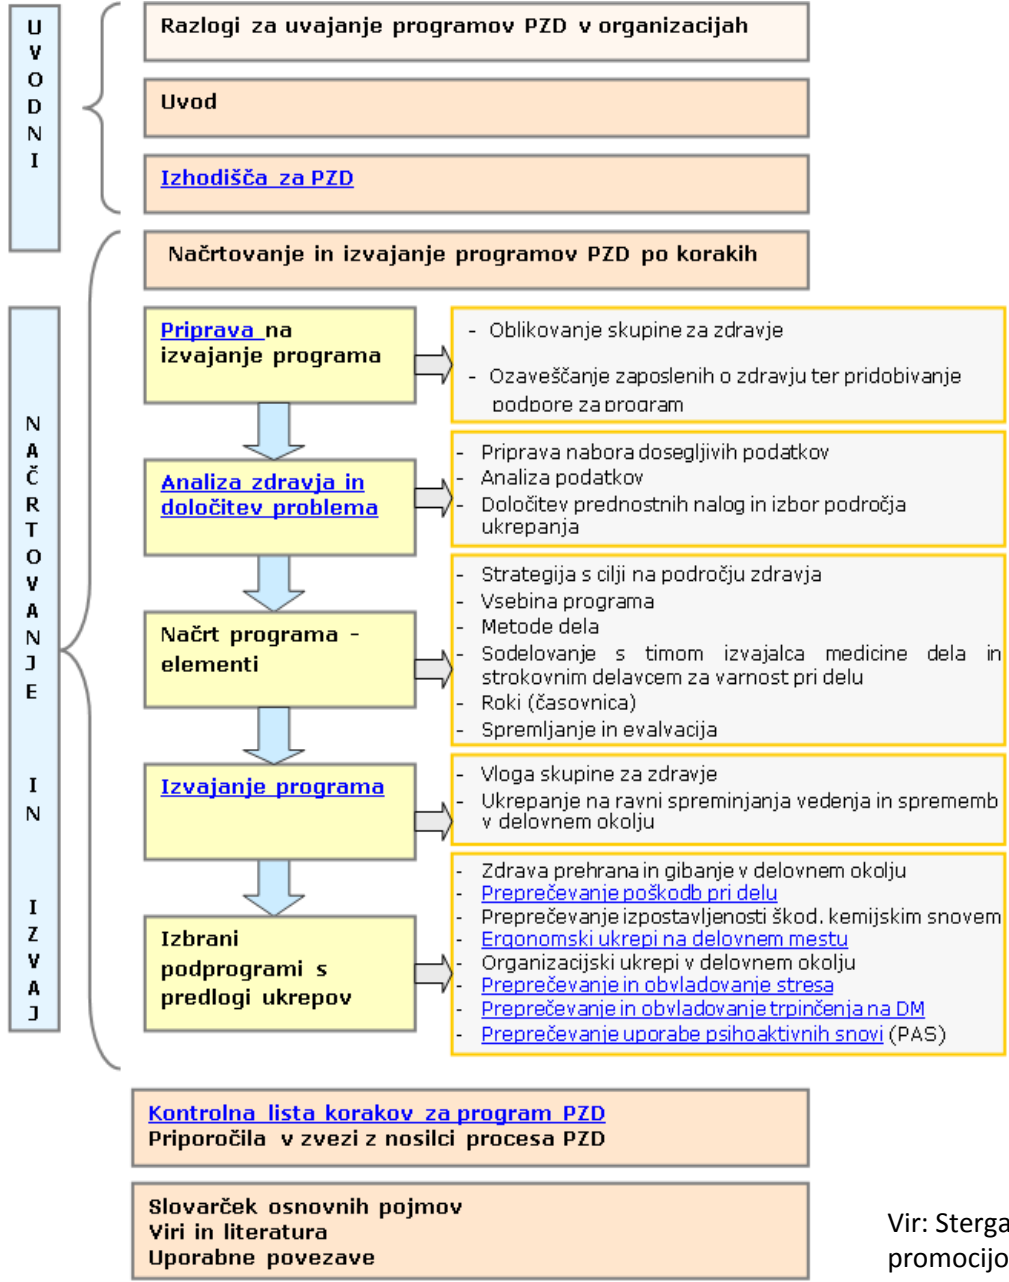 UVODNI
Razlogi za uvajanje programov PZD v organizacijah
Uvod
Izhodišča za PZD
NAČRTOVANJE IN IZVAJ
Načrtovanje in izvajanje programov PZD po korakih
Priprava na
izvajanje programa
- Oblikovanje skupine za zdravje
- Ozaveščanje zaposlenih o zdravju ter pridobivanje
podpore za program
Analiza zdravja in
določitev problema
- Priprava nabora dosegljivih podatkov
- Analiza podatkov
- Določitev prednostnih nalog in izbor področja
ukrepanja
Načrt programa -
elementi
- Strategija s cilji na področju zdravja
- Vsebina programa
- Metode dela
- Sodelovanje s timom izvajalca medicine dela in
strokovnim delavcem za varnost pri delu
- Roki (časovnica)
- Spremljanje in evalvacija
Izvajanje programa
- Vloga skupine za zdravje
- Ukrepanje na ravni spreminjanja vedenja in sprememb
v delovnem okolju
Izbrani
podprogrami s
predlogi ukrepov
- Zdrava prehrana in gibanje v delovnem okolju
- Preprečevanje poškodb pri delu
- Preprečevanje izpostavljenosti škod. kemijskim snovem
- Ergonomski ukrepi na delovnem mestu
- Organizacijski ukrepi v delovnem okolju
- Preprečevanje in obvladovanje stresa
- Preprečevanje in obvladovanje trpinčenja na DM
- Preprečevanje uporabe psihoaktivnih snovi (PAS)
Kontrolna lista korakov za program PZD
Priporočila v zvezi z nosilci procesa PZD
Slovarček osnovnih pojmov
Viri in literatura
Uporabne povezave
Vir: Sterga
promocijo